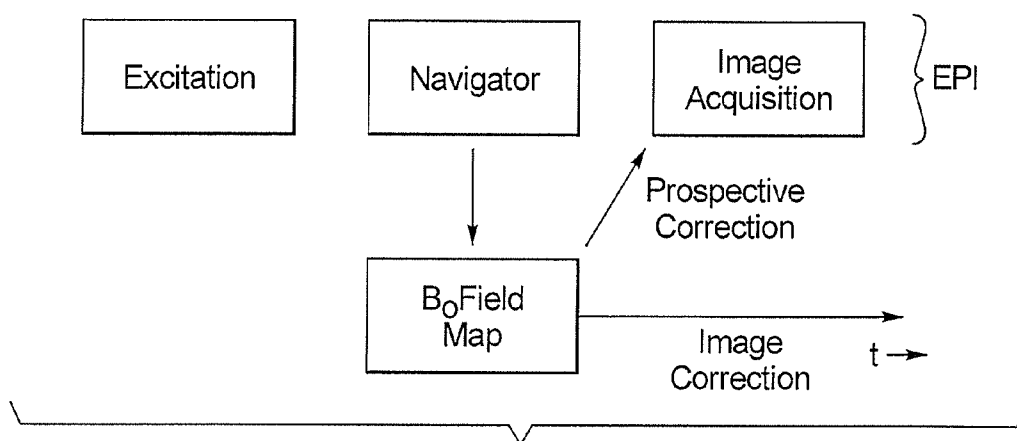 Excitation
Navigator
Image
Acquisition
EPI
Prospective
Correction
B₀Field
Map
Image
Correction
t